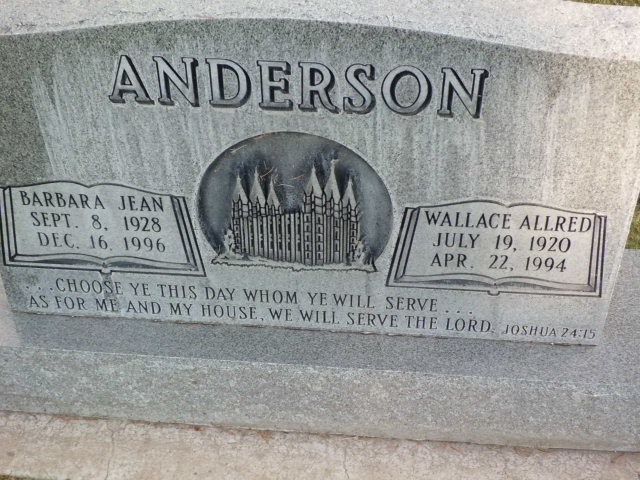 ANDERSON
BARBARA JEAN
SEPT. 8, 1928
DEC. 16, 1996
WALLACE ALLRED
JULY 19, 1920
APR. 22, 1994
. . .CHOOSE YE THIS DAY WHOM YE WILL SERVE . . .
AS FOR ME AND MY HOUSE, WE WILL SERVE THE LORD. JOSHUA 24:15